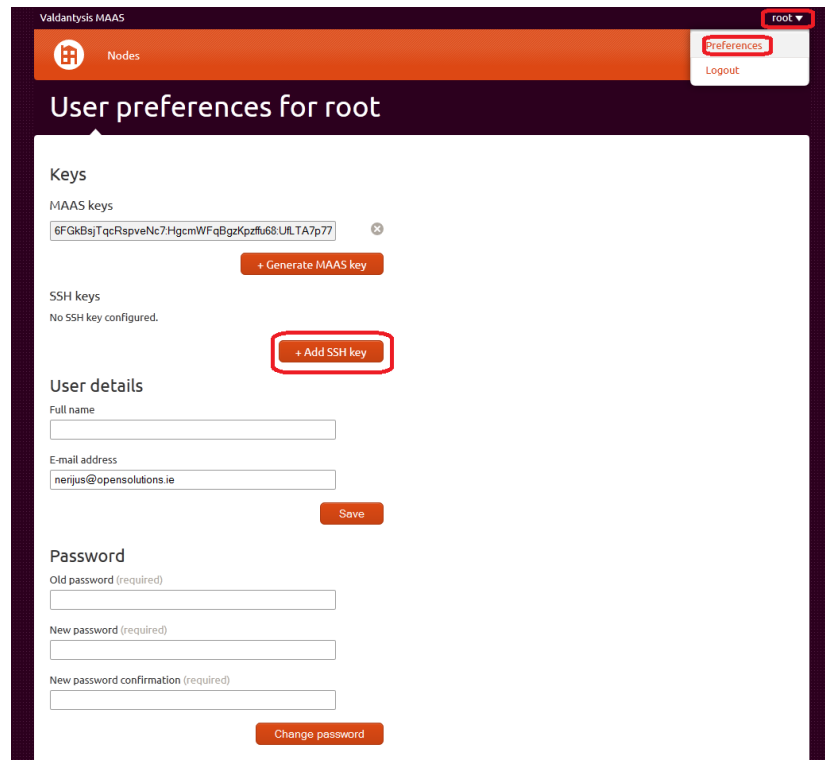 Valdantysis MAAS
root ▼
Nodes
Preferences
Logout
User preferences for root
Keys
MAAS keys
6FGkBsjTqcRspveNc7:HgcmWFqBgzKpzffu68:UfLTA7p77
+ Generate MAAS key
SSH keys
No SSH key configured.
+ Add SSH key
User details
Full name
E-mail address
nerijus@opensolutions.ie
Save
Password
Old password (required)
New password (required)
New password confirmation (required)
Change password